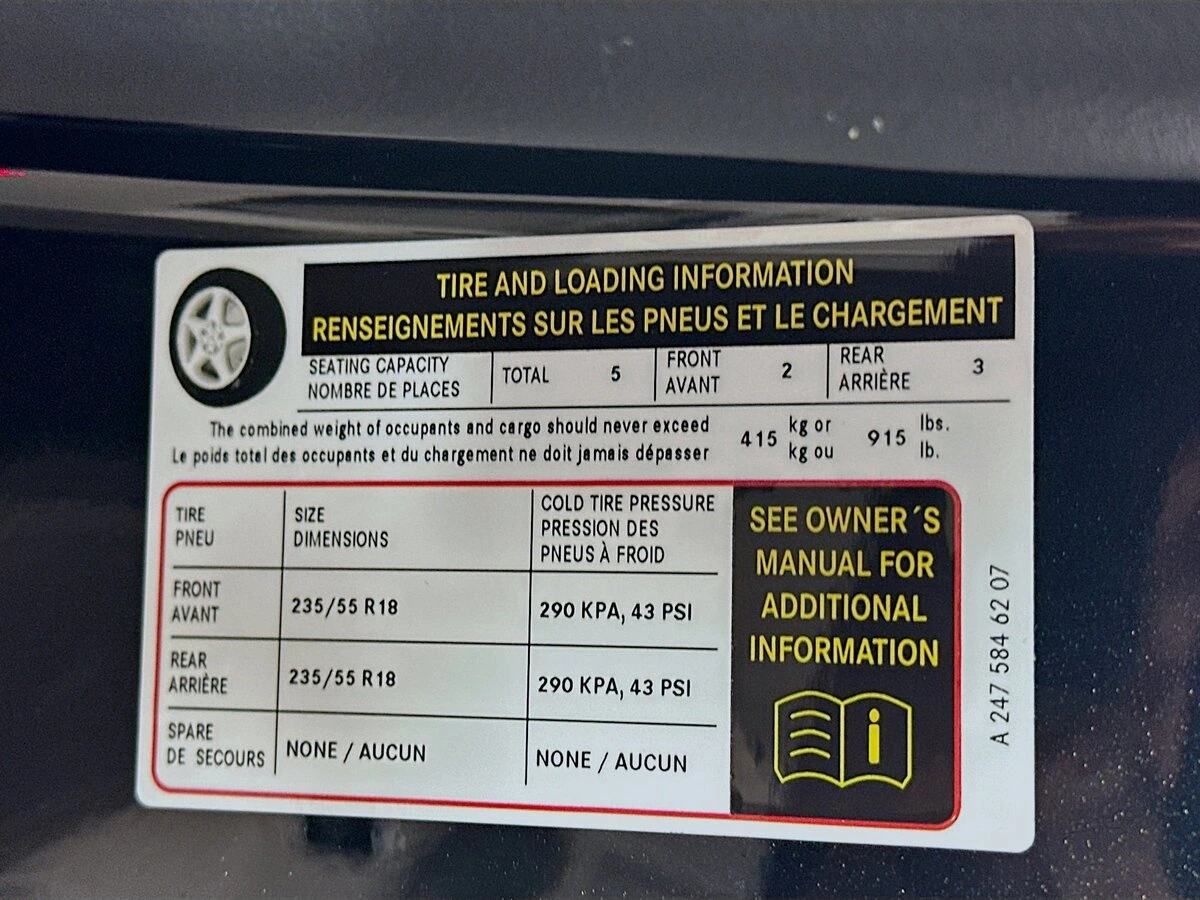 TIRE AND LOADING INFORMATION
RENSEIGNEMENTS SUR LES PNEUS ET LE CHARGEMENT
SEATING CAPACITY
NOMBRE DE PLACES
TOTAL 5
FRONT
AVANT
2
REAR
ARRIÈRE
3
The combined weight of occupants and cargo should never exceed
Le poids total des occupants et du chargement ne doit jamais dépasser
415 kg or
kg ou
915 lbs.
lb.
TIRE
PNEU
SIZE
DIMENSIONS
COLD TIRE PRESSURE
PRESSION DES
PNEUS À FROID
FRONT
AVANT
235/55 R18
290 KPA, 43 PSI
REAR
ARRIÈRE
235/55 R18
290 KPA, 43 PSI
SPARE
DE SECOURS
NONE / AUCUN
NONE / AUCUN
SEE OWNER´S
MANUAL FOR
ADDITIONAL
INFORMATION
A 247 584 62 07